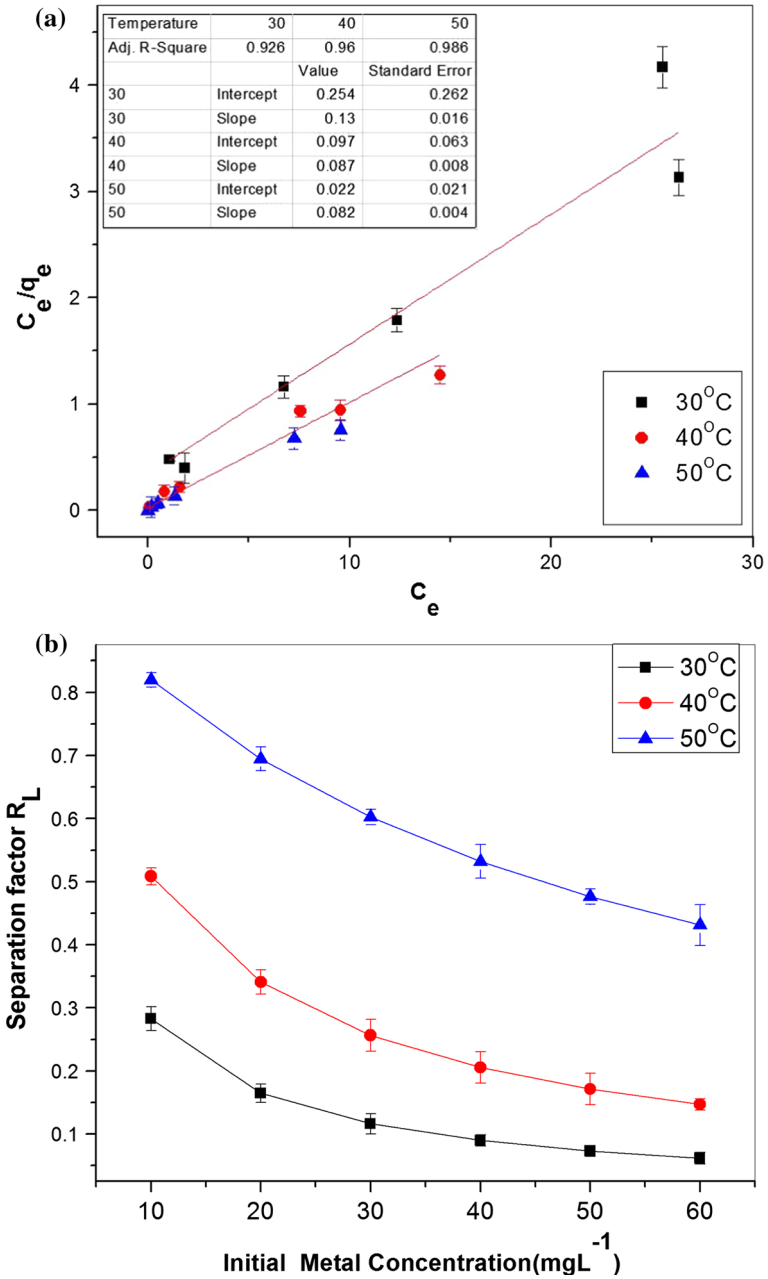 (a)
Temperature 30 40 50
Adj. R-Square 0.926 0.96 0.986
Value Standard Error
30 Intercept 0.254 0.262
30 Slope 0.13 0.016
40 Intercept 0.097 0.063
40 Slope 0.087 0.008
50 Intercept 0.022 0.021
50 Slope 0.082 0.004
4
3
2
1
0
Ce/qe
30°C
40°C
50°C
0 10 20 30
Ce
(b)
30°C
40°C
50°C
0.8
0.7
0.6
0.5
0.4
0.3
0.2
0.1
Separation factor RL
10 20 30 40 50 60
Initial Metal Concentration(mgL-1)